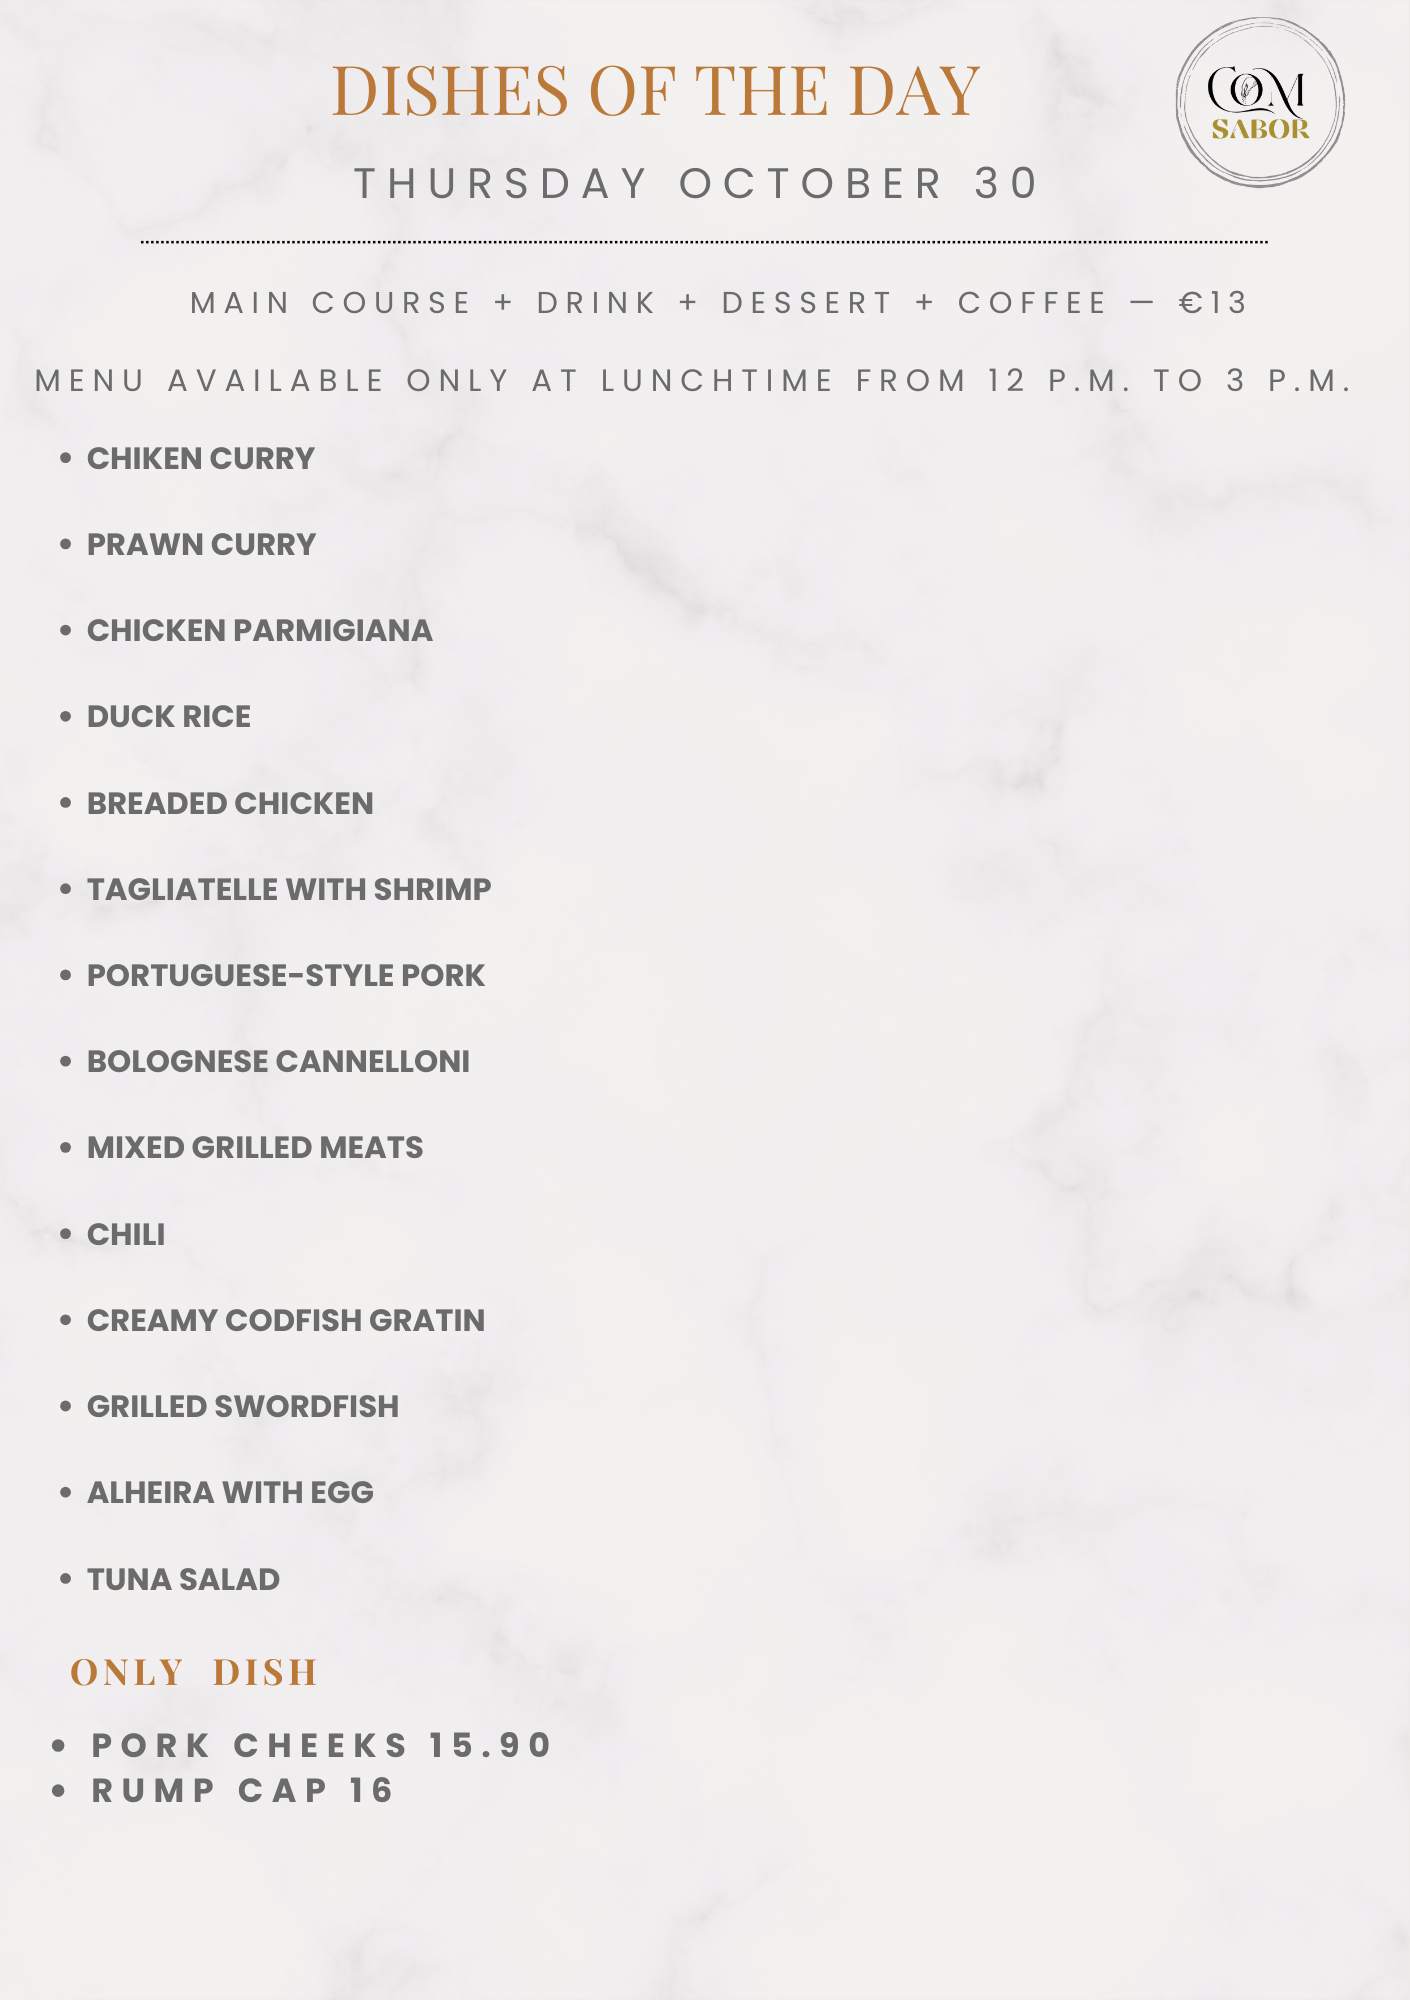 DISHES OF THE DAY
COM
SABOR
THURSDAY OCTOBER 30
MAIN COURSE + DRINK + DESSERT + COFFEE — €13
MENU AVAILABLE ONLY AT LUNCHTIME FROM 12 P.M. TO 3 P.M.
• CHIKEN CURRY
• PRAWN CURRY
• CHICKEN PARMIGIANA
• DUCK RICE
• BREADED CHICKEN
• TAGLIATELLE WITH SHRIMP
• PORTUGUESE-STYLE PORK
• BOLOGNESE CANNELLONI
• MIXED GRILLED MEATS
• CHILI
• CREAMY CODFISH GRATIN
• GRILLED SWORDFISH
• ALHEIRA WITH EGG
• TUNA SALAD
ONLY DISH
• PORK CHEEKS 15.90
• RUMP CAP 16